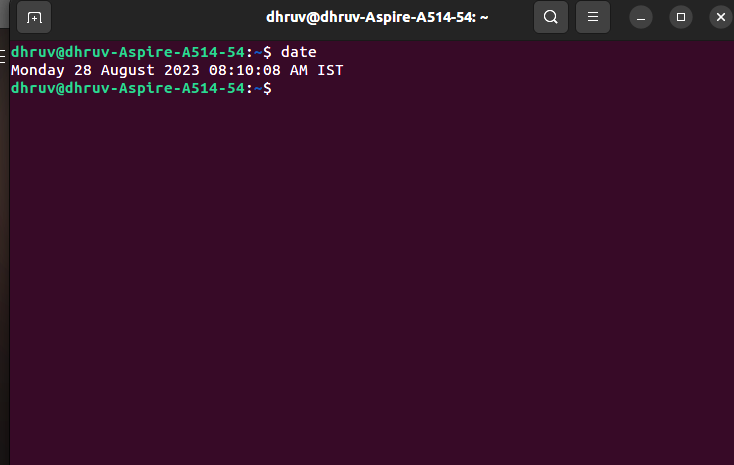 dhruv@dhruv-Aspire-A514-54: ~
dhruv@dhruv-Aspire-A514-54:~$ date
Monday 28 August 2023 08:10:08 AM IST
dhruv@dhruv-Aspire-A514-54:~$